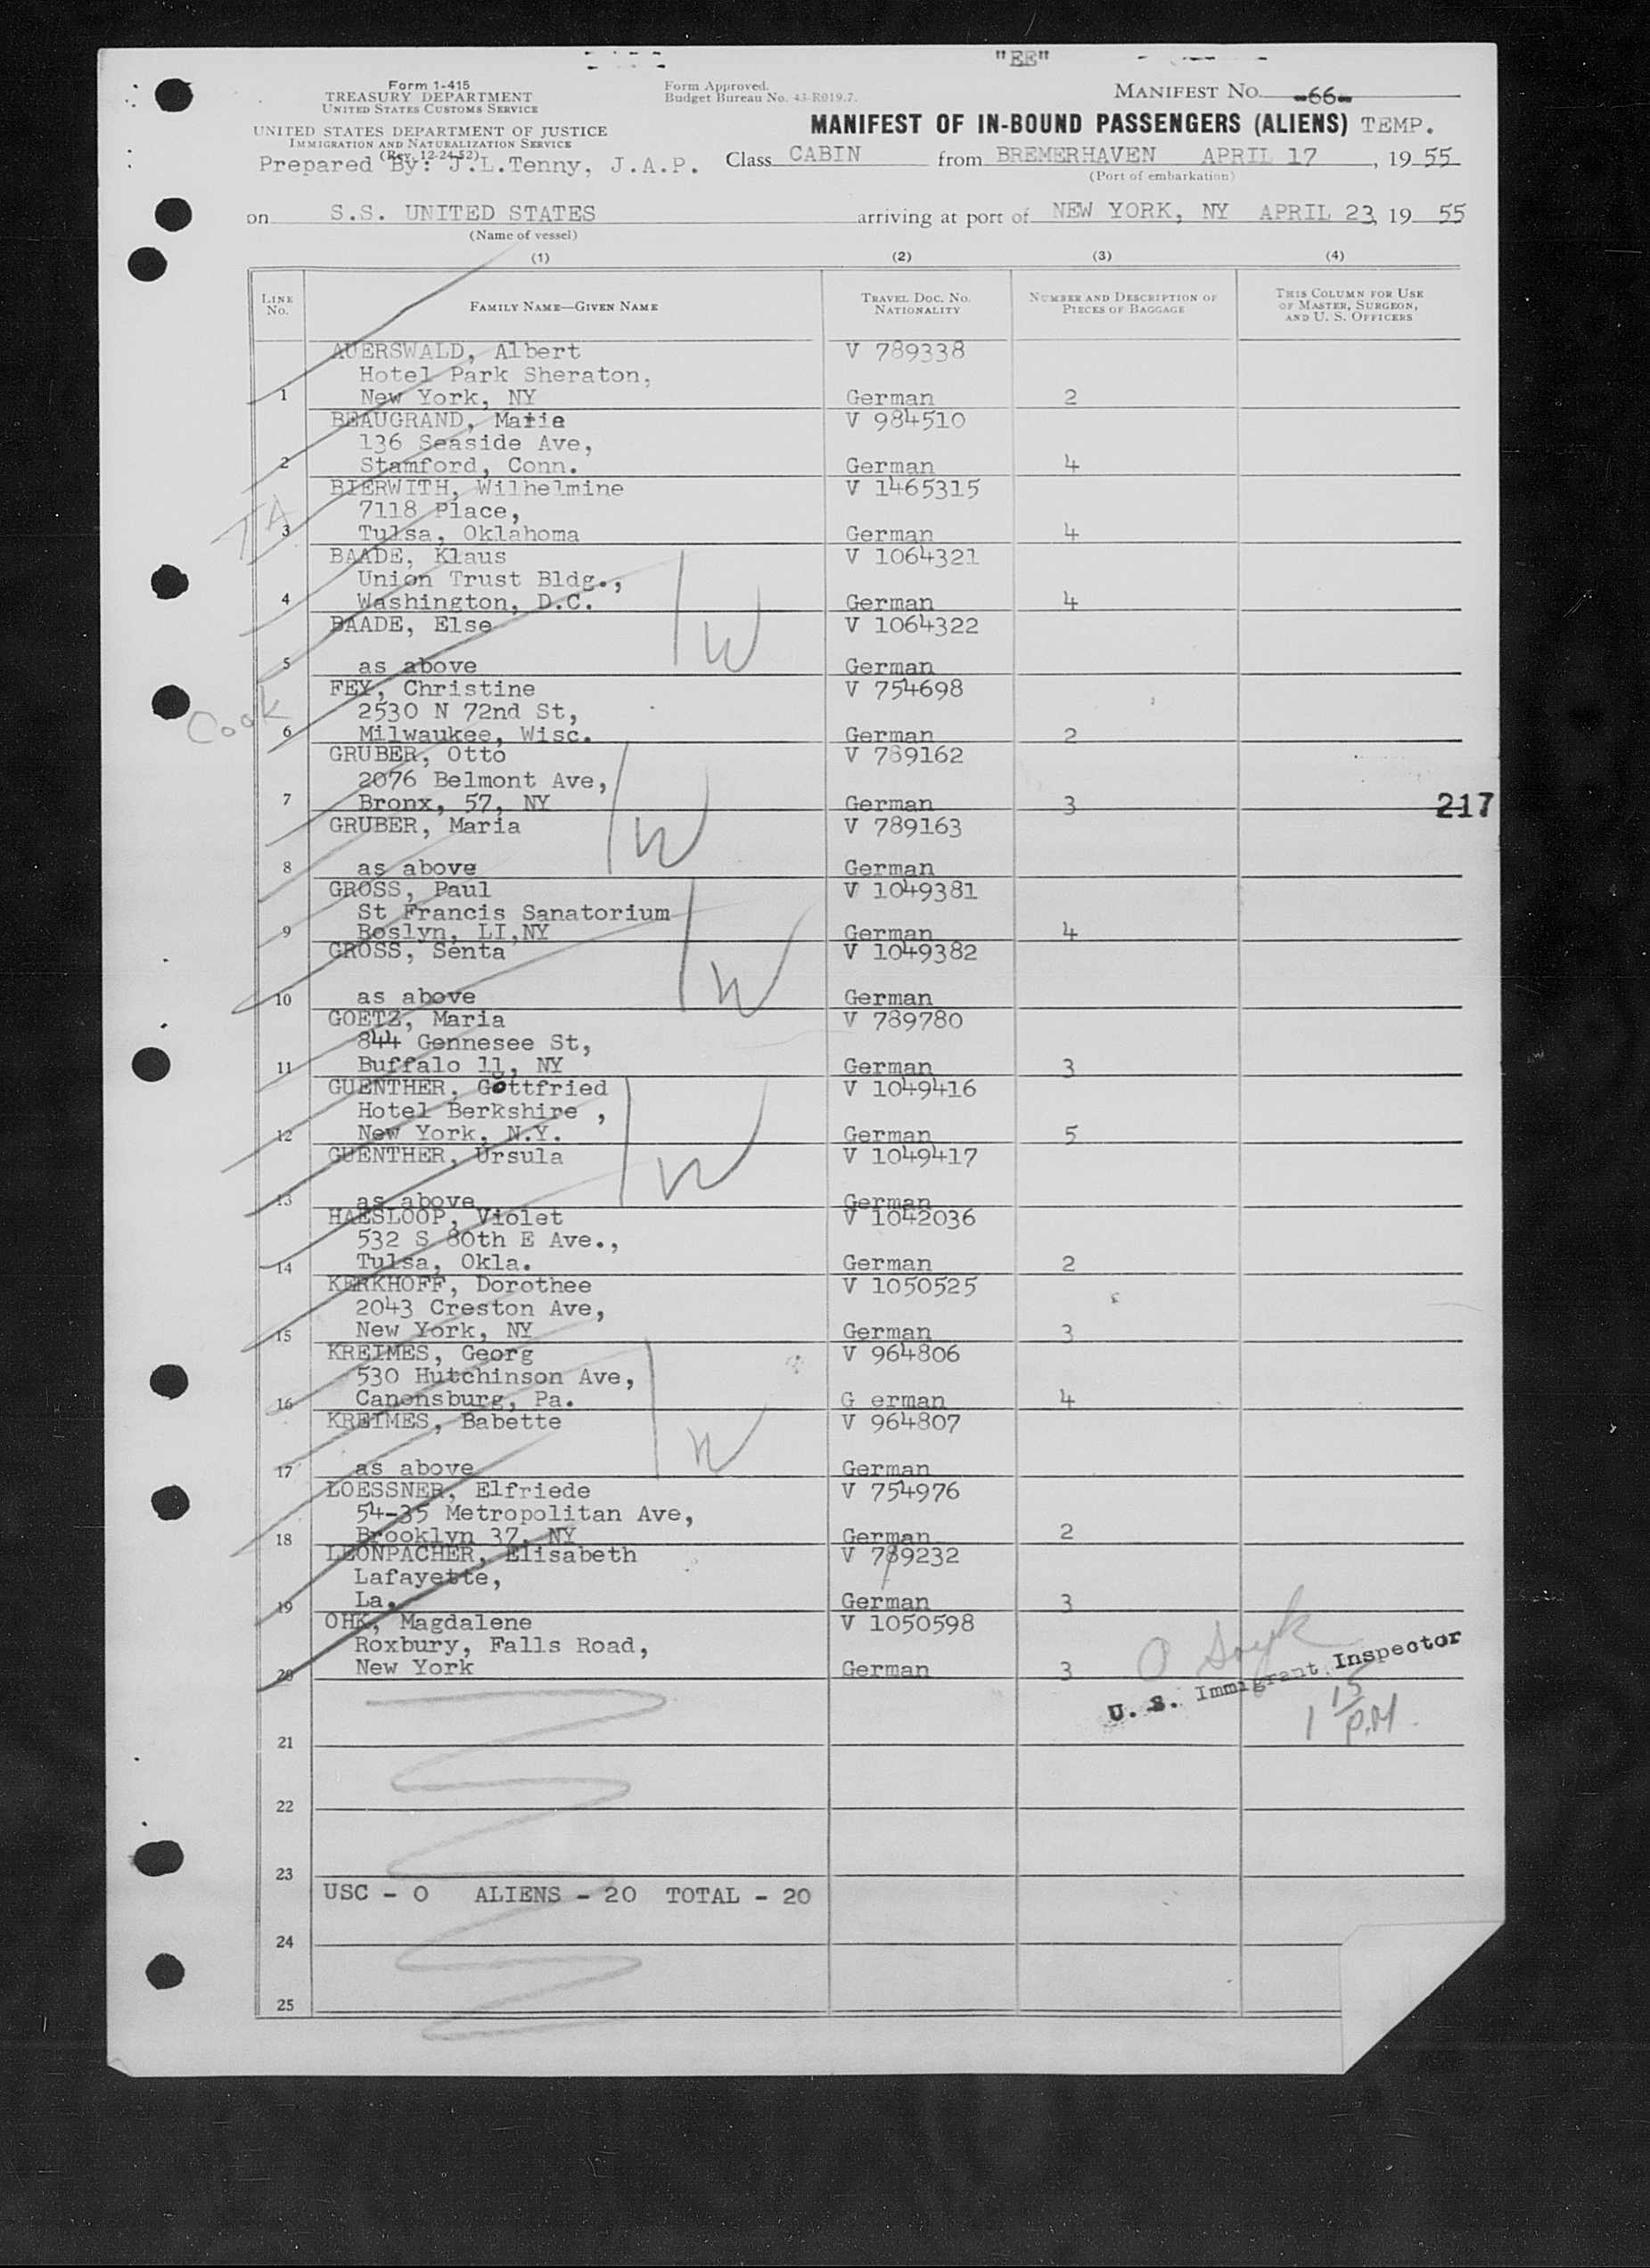 "EE"
Form 1-415
TREASURY DEPARTMENT
UNITED STATES CUSTOMS SERVICE
UNITED STATES DEPARTMENT OF JUSTICE
IMMIGRATION AND NATURALIZATION SERVICE
(Rev. 12-24-52)
Prepared By: J.L.Tenny, J.A.P.
Form Approved.
Budget Bureau No. 43-R019.7.
MANIFEST NO. -66-
MANIFEST OF IN-BOUND PASSENGERS (ALIENS) TEMP.
Class CABIN from BREMERHAVEN APRIL 17, 19 55
(Port of embarkation)
on S.S. UNITED STATES arriving at port of NEW YORK, NY APRIL 23, 19 55
(Name of vessel)
(1) (2) (3) (4)
LINE NO. FAMILY NAME—GIVEN NAME TRAVEL DOC. NO. NATIONALITY NUMBER AND DESCRIPTION OF PIECES OF BAGGAGE THIS COLUMN FOR USE OF MASTER, SURGEON, AND U. S. OFFICERS
AUERSWALD, Albert V 789338
Hotel Park Sheraton,
1 New York, NY German 2
BEAUGRAND, Marie V 984510
136 Seaside Ave,
2 Stamford, Conn. German 4
BIERWITH, Wilhelmine V 1465315
7118 Place,
TA
3 Tulsa, Oklahoma German 4
BAADE, Klaus V 1064321
Union Trust Bldg.,
4 Washington, D.C. German 4
BAADE, Else V 1064322
W
5 as above German
FEY, Christine V 754698
2530 N 72nd St,
Cook
6 Milwaukee, Wisc. German 2
GRUBER, Otto V 789162
2076 Belmont Ave,
7 Bronx, 57, NY German 3
217
GRUBER, Maria V 789163
W
8 as above German
GROSS, Paul V 1049381
St Francis Sanatorium
9 Roslyn, LI,NY German 4
GROSS, Senta V 1049382
W
10 as above German
GOETZ, Maria V 789780
844 Gennesee St,
11 Buffalo 11, NY German 3
GUENTHER, Gottfried V 1049416
Hotel Berkshire ,
12 New York, N.Y. German 5
GUENTHER, Ursula V 1049417
W
13 as above German
HAESLOOP, Violet V 1042036
532 S 80th E Ave.,
14 Tulsa, Okla. German 2
KERKHOFF, Dorothee V 1050525
2043 Creston Ave,
15 New York, NY German 3
KREIMES, Georg V 964806
530 Hutchinson Ave,
16 Canonsburg, Pa. G erman 4
KREIMES, Babette V 964807
W
17 as above German
LOESSNER, Elfriede V 754976
54-35 Metropolitan Ave,
18 Brooklyn 37, NY German 2
LEONPACHER, Elisabeth V 789232
Lafayette,
19 La. German 3
OHK, Magdalene V 1050598
Roxbury, Falls Road,
20 New York German 3
U. S. Immigrant Inspector
1 15 P.M.
21
22
23
USC - 0 ALIENS - 20 TOTAL - 20
24
25